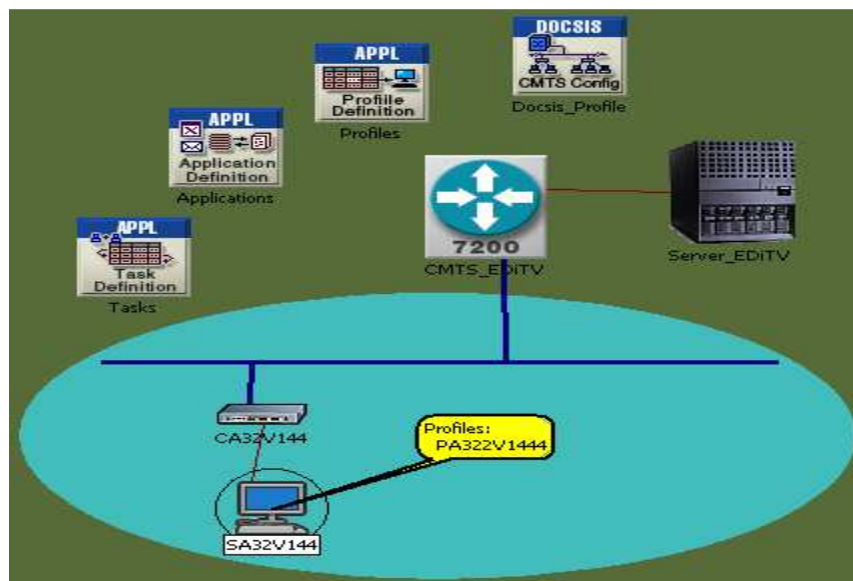 DOCSIS
CMTS Config
Docsis_Profile
APPL
Profiile
Definition
Profiles
APPL
Application
Definition
Applications
7200
CMTS_EDiTV
Server_EDiTV
APPL
Task
Definition
Tasks
CA32V144
Profiles:
PA322V1444
SA32V144